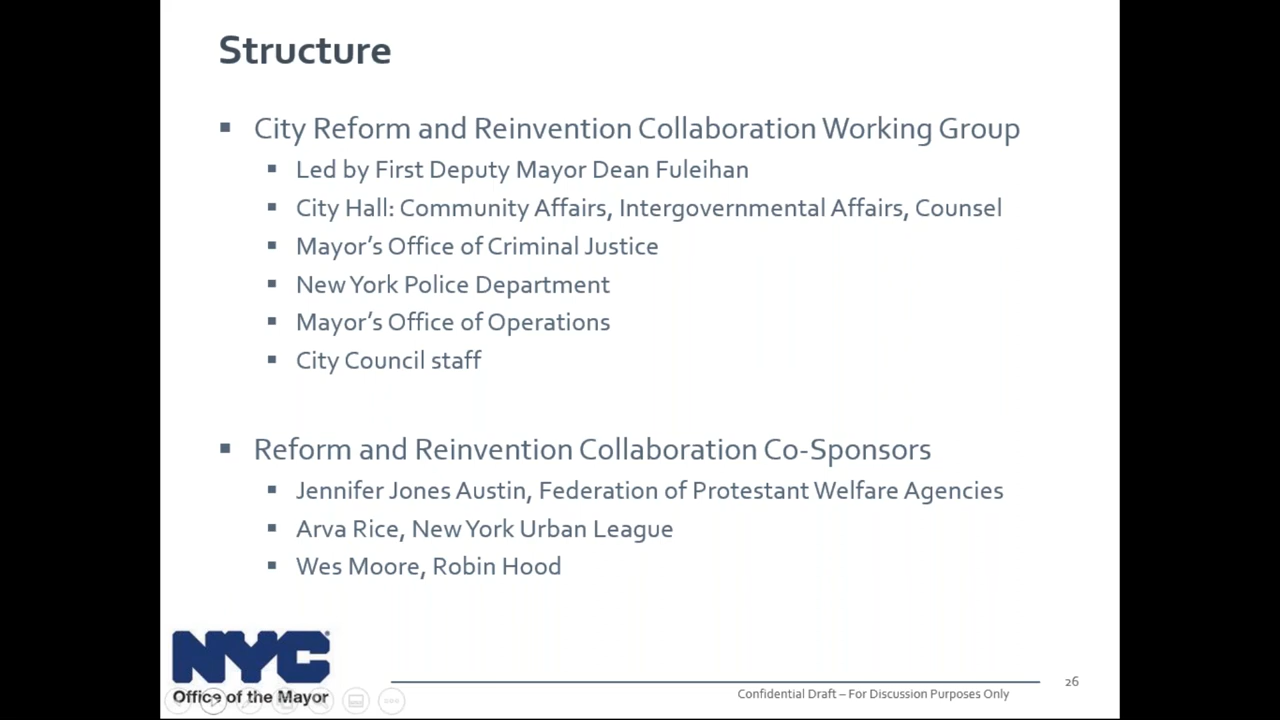 Structure
City Reform and Reinvention Collaboration Working Group
Led by First Deputy Mayor Dean Fuleihan
City Hall: Community Affairs, Intergovernmental Affairs, Counsel
Mayor's Office of Criminal Justice
New York Police Department
Mayor's Office of Operations
City Council staff
Reform and Reinvention Collaboration Co-Sponsors
Jennifer Jones Austin, Federation of Protestant Welfare Agencies
Arva Rice, New York Urban League
Wes Moore, Robin Hood
NYC
Office of the Mayor
26
Confidential Draft – For Discussion Purposes Only